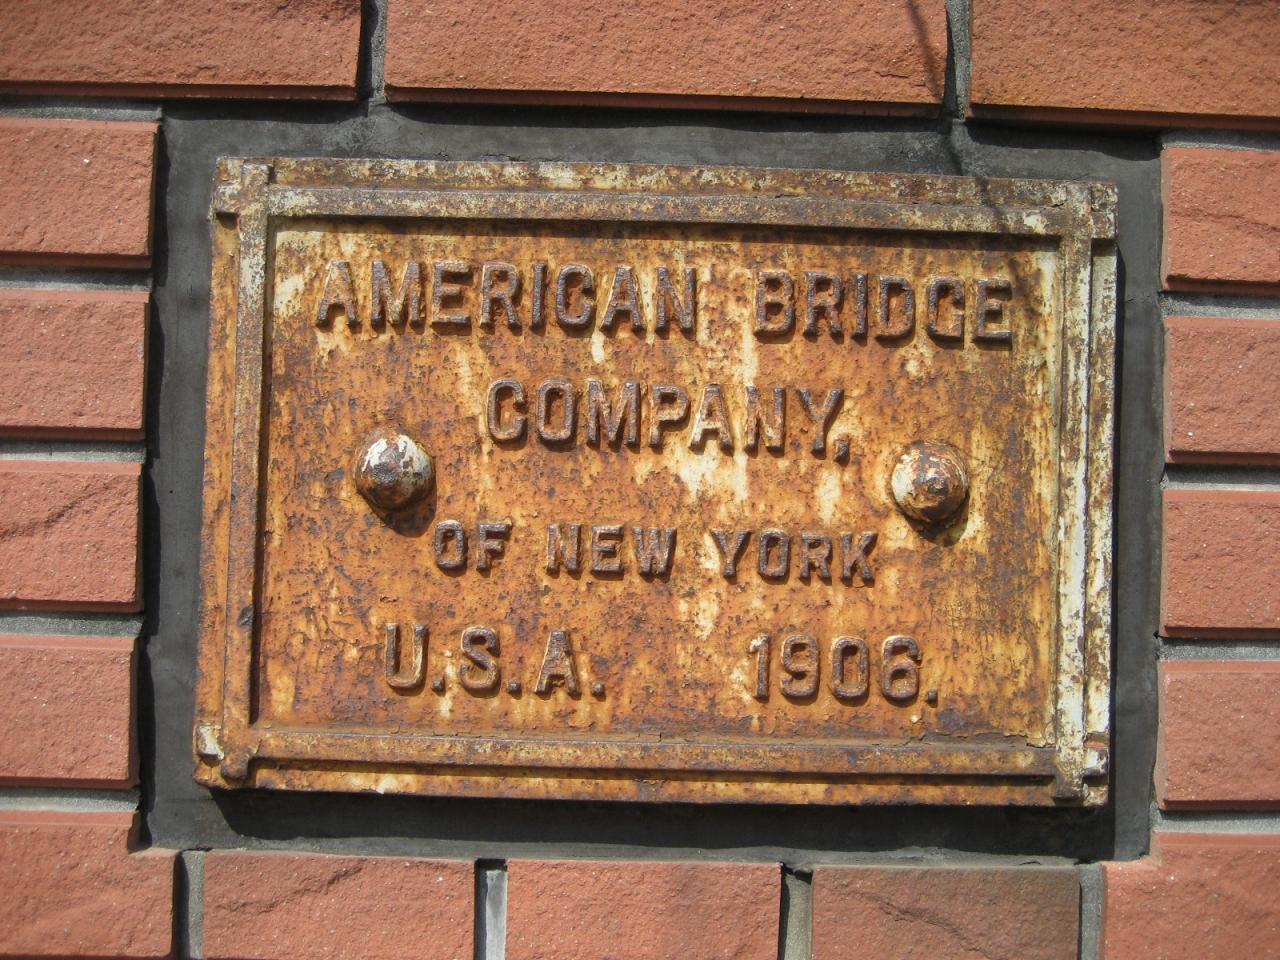 AMERICAN BRIDGE
COMPANY,
OF NEW YORK
U.S.A. 1906.